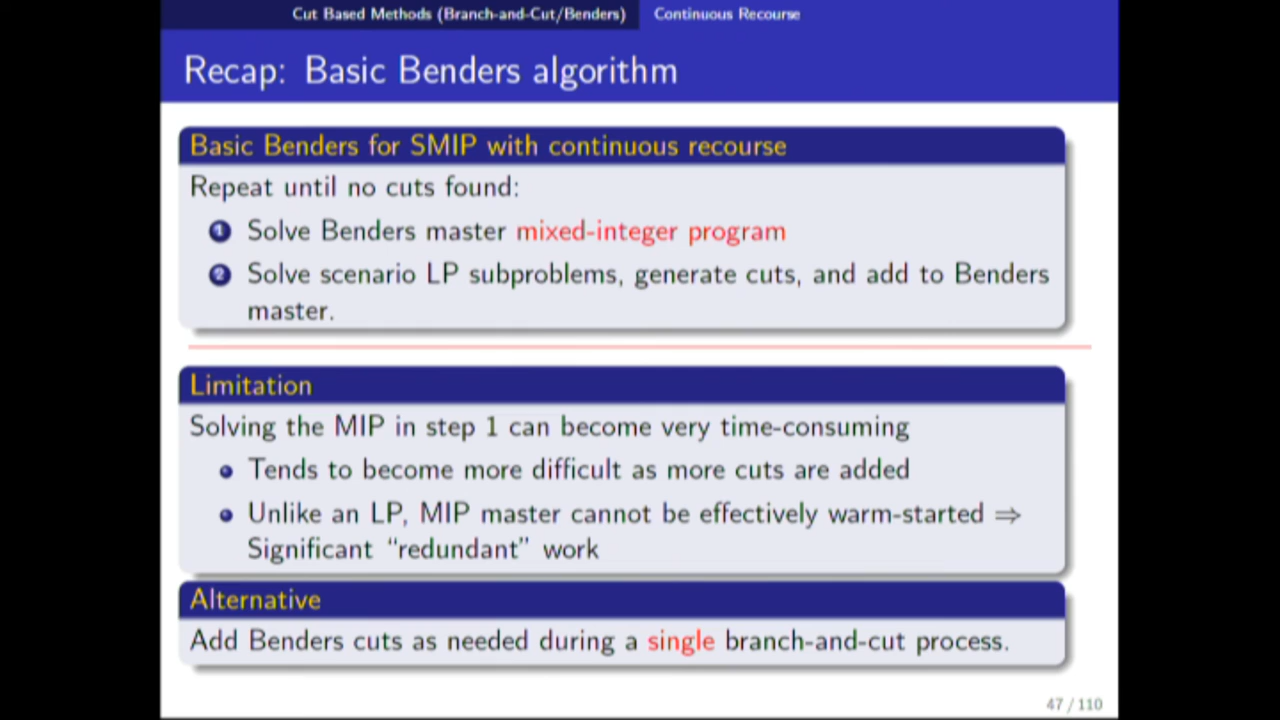 Cut Based Methods (Branch-and-Cut/Benders) Continuous Recourse
Recap: Basic Benders algorithm
Basic Benders for SMIP with continuous recourse
Repeat until no cuts found:
1 Solve Benders master mixed-integer program
2 Solve scenario LP subproblems, generate cuts, and add to Benders
master.
Limitation
Solving the MIP in step 1 can become very time-consuming
• Tends to become more difficult as more cuts are added
• Unlike an LP, MIP master cannot be effectively warm-started ⇒
Significant “redundant” work
Alternative
Add Benders cuts as needed during a single branch-and-cut process.
47 / 110